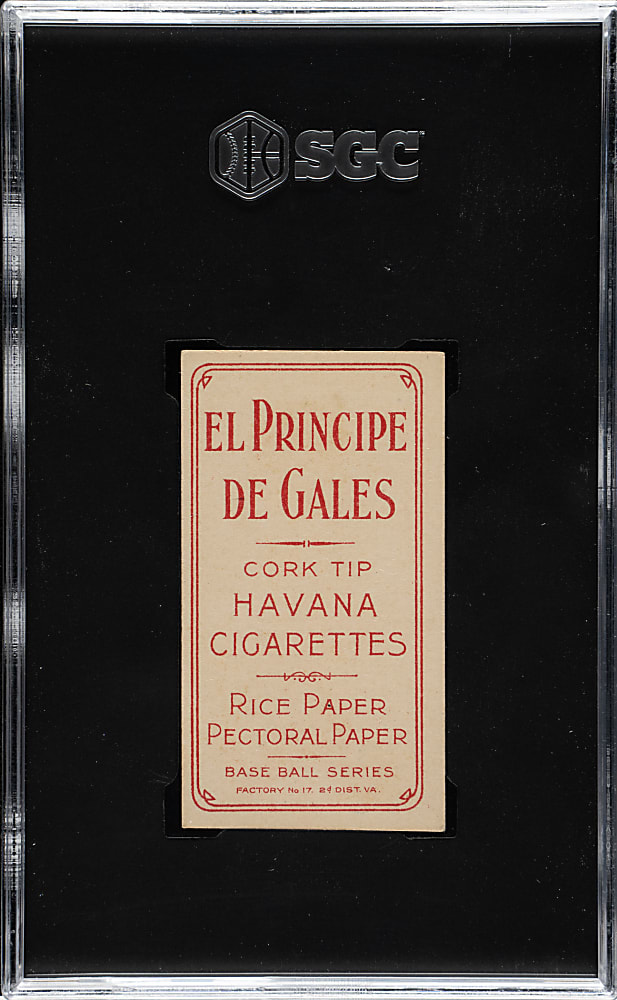 SGC
EL PRINCIPE
DE GALES
CORK TIP
HAVANA
CIGARETTES
RICE PAPER
PECTORAL PAPER
BASE BALL SERIES
FACTORY No 17. 2d DIST. VA.